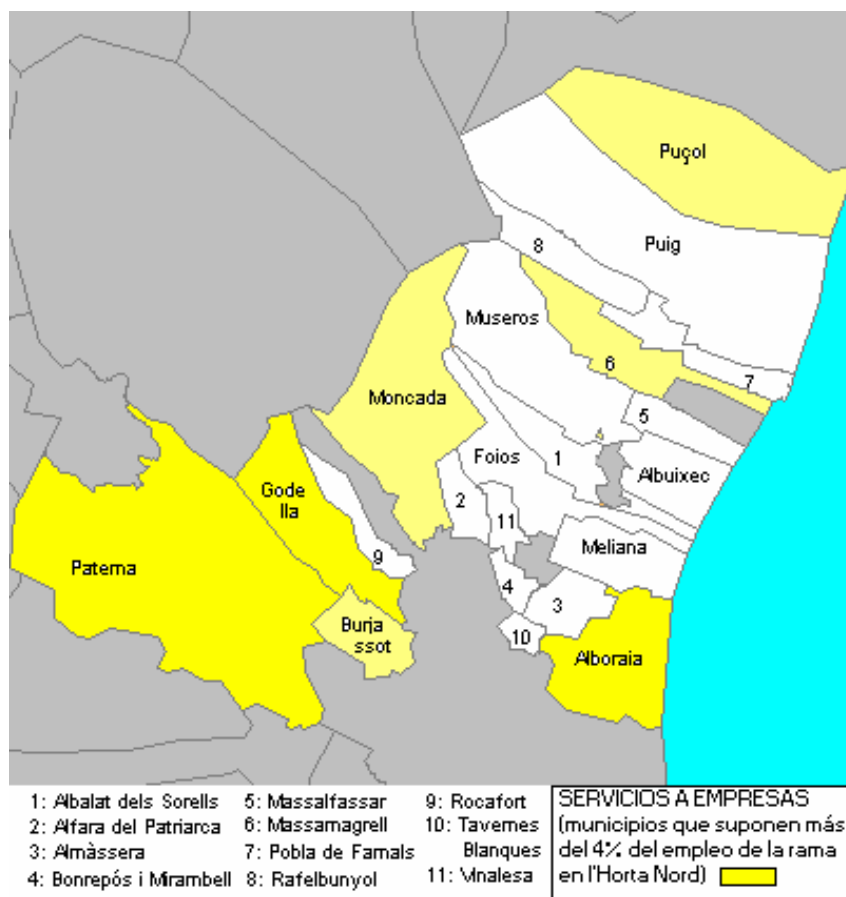 Puçol
Puig
8
Museros
6
7
Moncada
5
Foios
1
Albuixec
Gode
lla
2
11
Meliana
9
Paterna
4
3
Burja
ssot
10
Alboraia
1: Albalat dels Sorells
2: Alfara del Patriarca
3: Almàssera
4: Bonrepós i Mirambell
5: Massalfassar
6: Massamagrell
7: Pobla de Farnals
8: Rafelbunyol
9: Rocafort
10: Tavernes
Blanques
11: Vinalesa
SERVICIOS A EMPRESAS
(municipios que suponen más
del 4% del empleo de la rama
en l'Horta Nord)